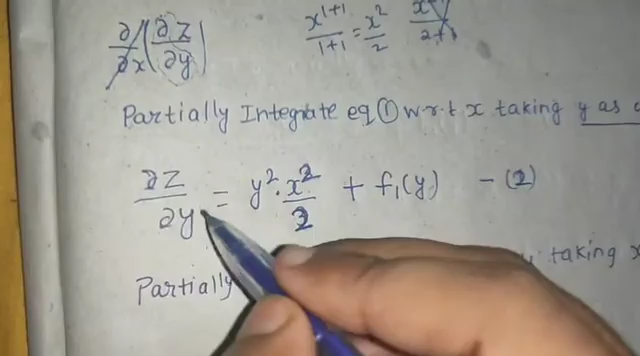 ∂/∂x (∂z/∂y) x^(1+1)/(1+1) = x²/2
Partially Integrate eq ① w.r.t x taking y as
∂z/∂y = y² · x²/2 + f₁(y) - (2)
Partially taking x